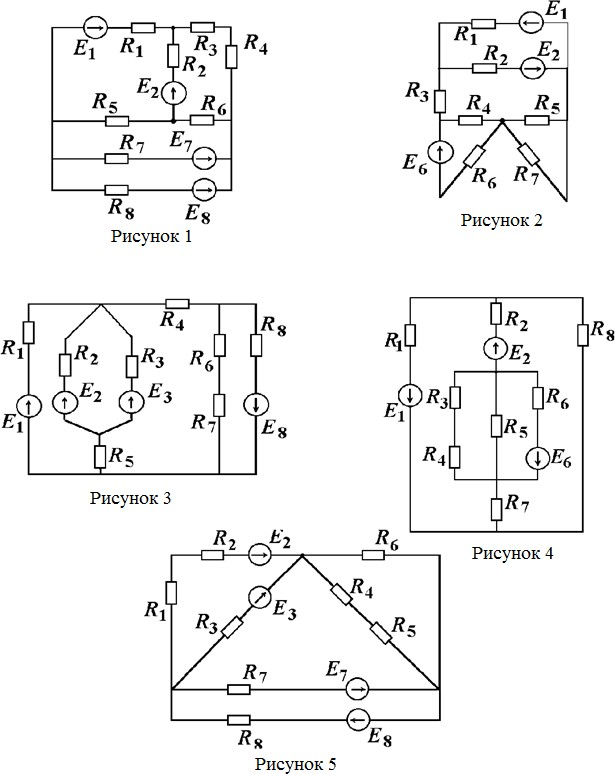 E1 R1 R3 R4
R2
E2
R5 R6
R7 E7
R8 E8
Рисунок 1
R1 E1
R2 E2
R3 R4 R5
E6 R6 R7
Рисунок 2
R1 R4 R8
R2 R3 R6
E1 E2 E3 R7 E8
R5
Рисунок 3
R1 R2 R8
E2
E1 R3 R6
R5
R4 E6
R7
Рисунок 4
R2 E2 R6
R1 E3 R4
R3 R5
R7 E7
R8 E8
Рисунок 5